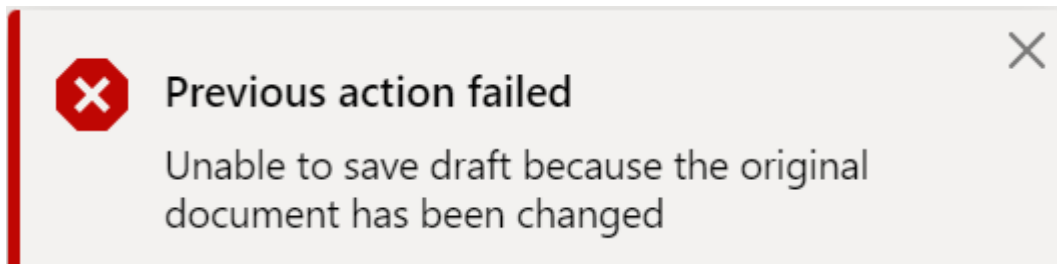 Previous action failed
Unable to save draft because the original
document has been changed